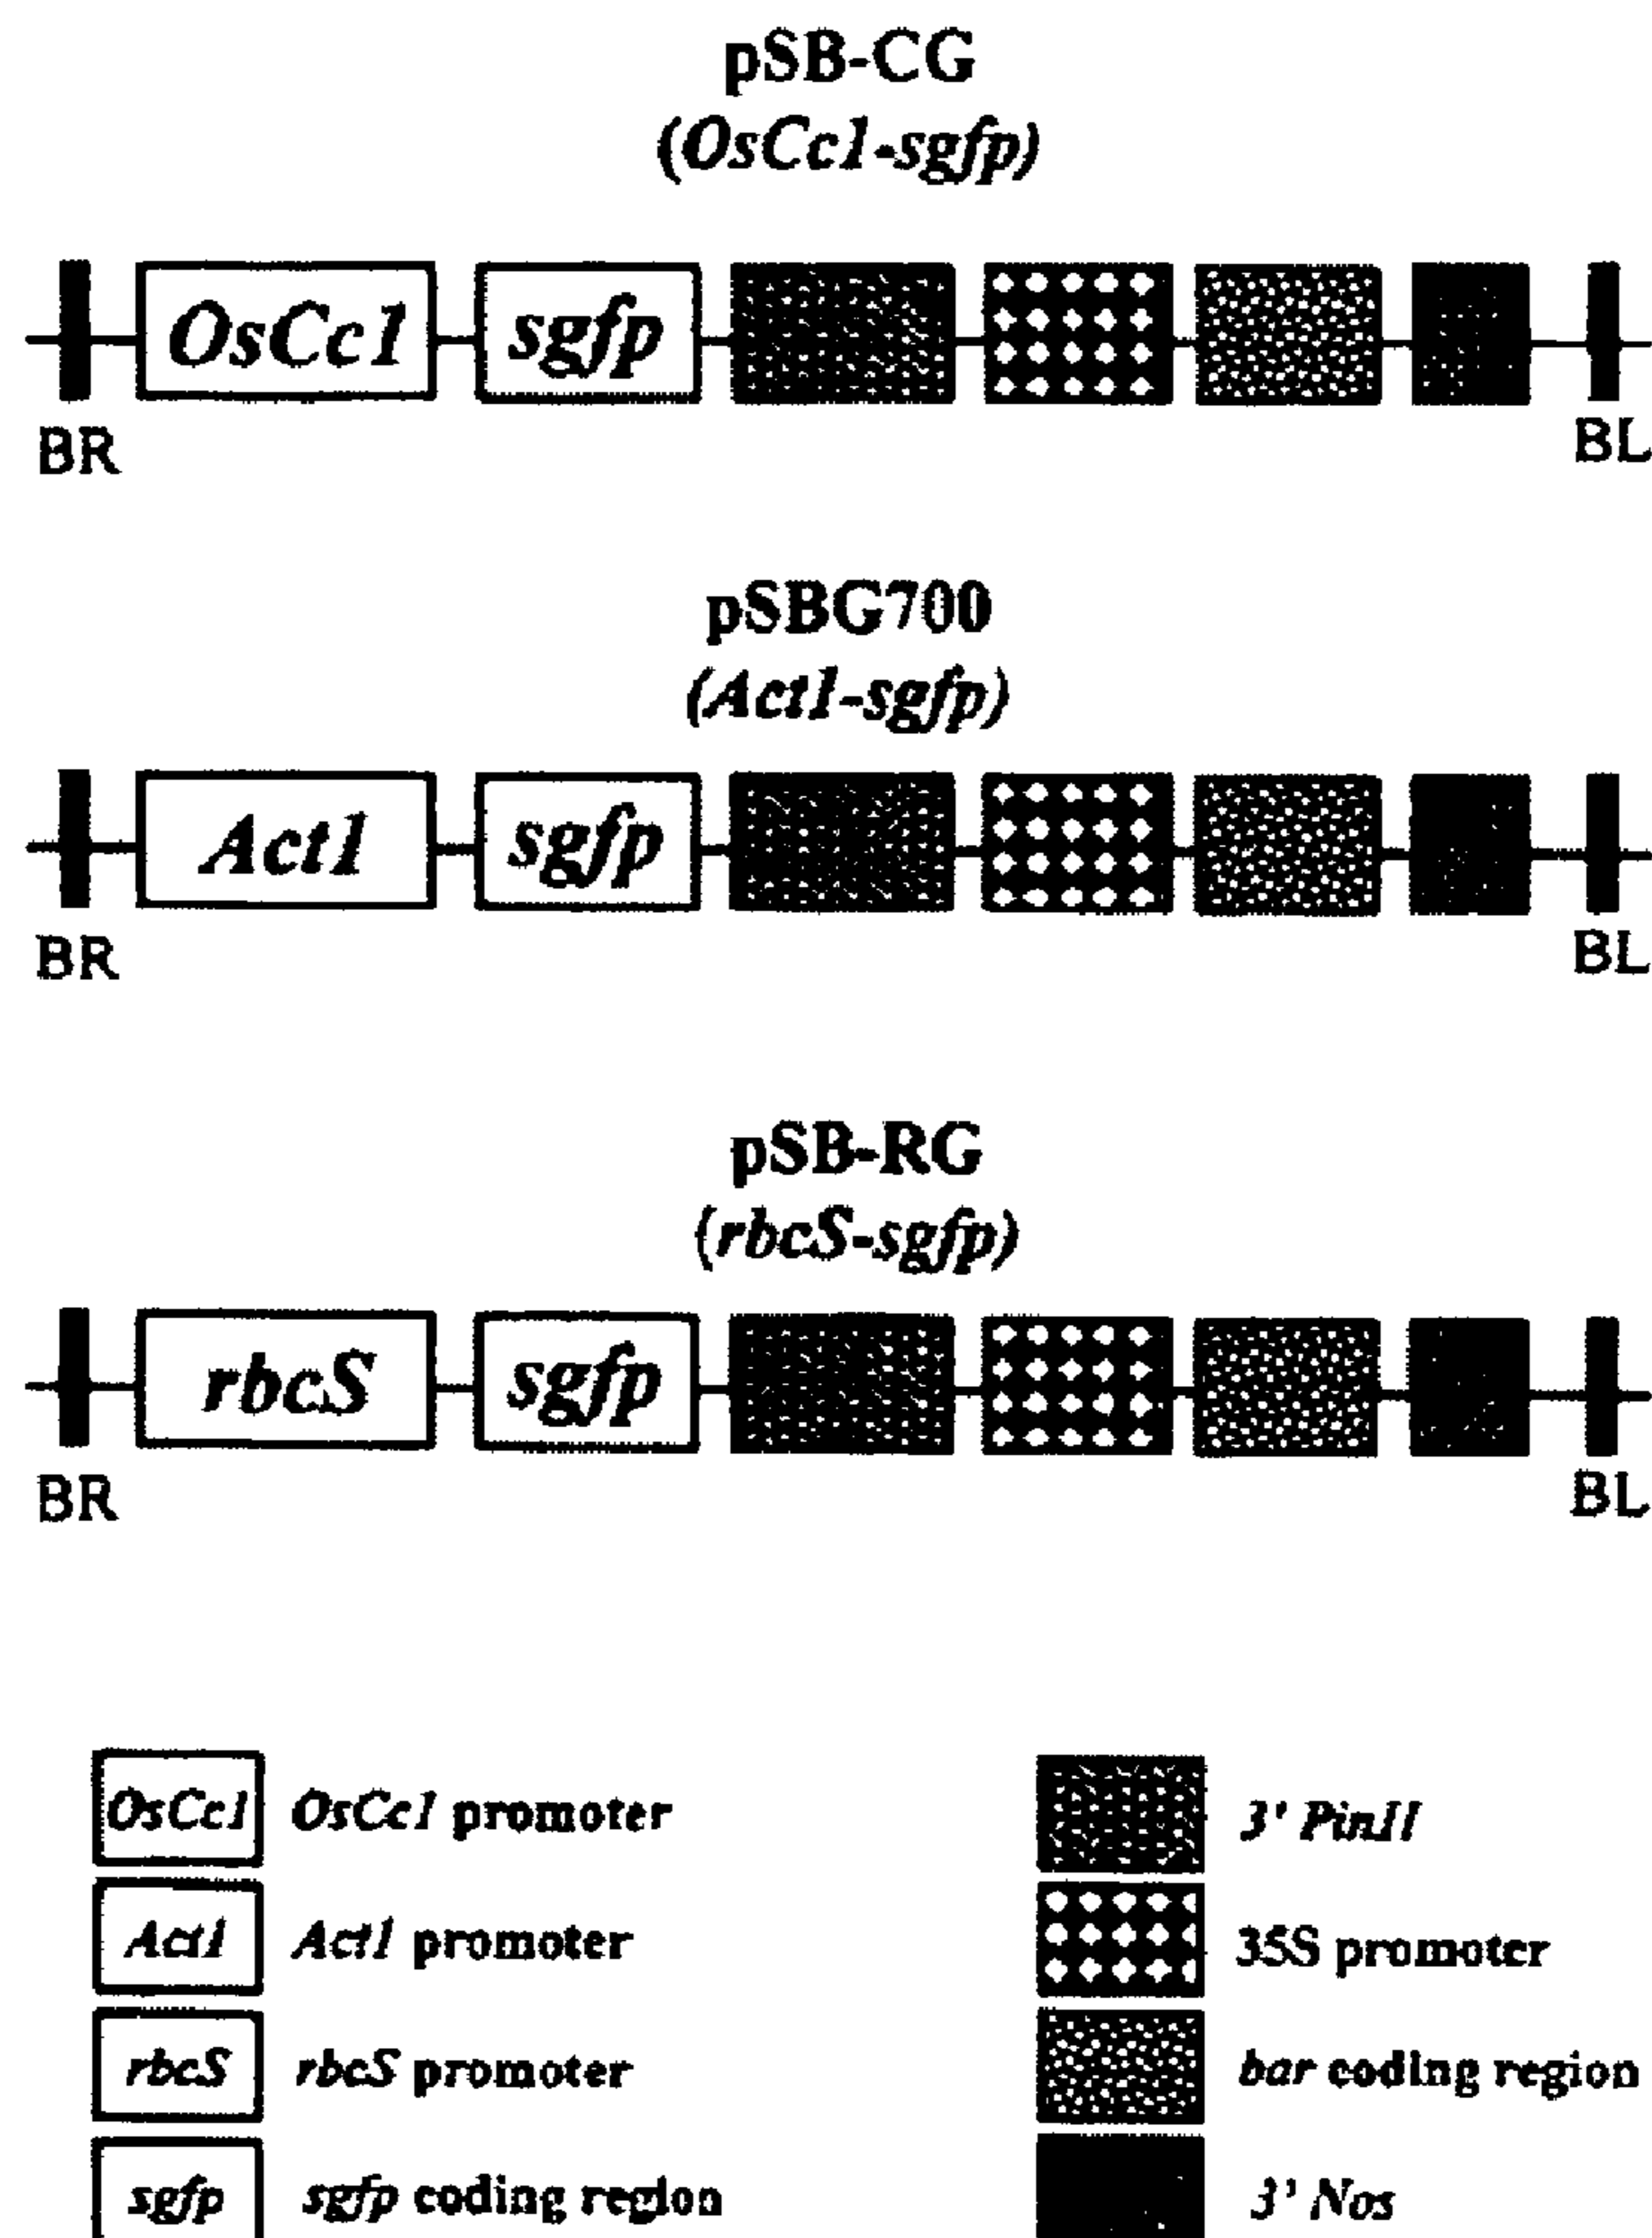 pSB-CG
(OsCc1-sgfp)
OsCc1 sgfp
BR BL
pSBG700
(Act1-sgfp)
Act1 sgfp
BR BL
pSB-RG
(rbcS-sgfp)
rbcS sgfp
BR BL
OsCc1 OsCc1 promoter
Act1 Act1 promoter
rbcS rbcS promoter
sgfp sgfp coding region
3' PinII
35S promoter
bar coding region
3' Nos